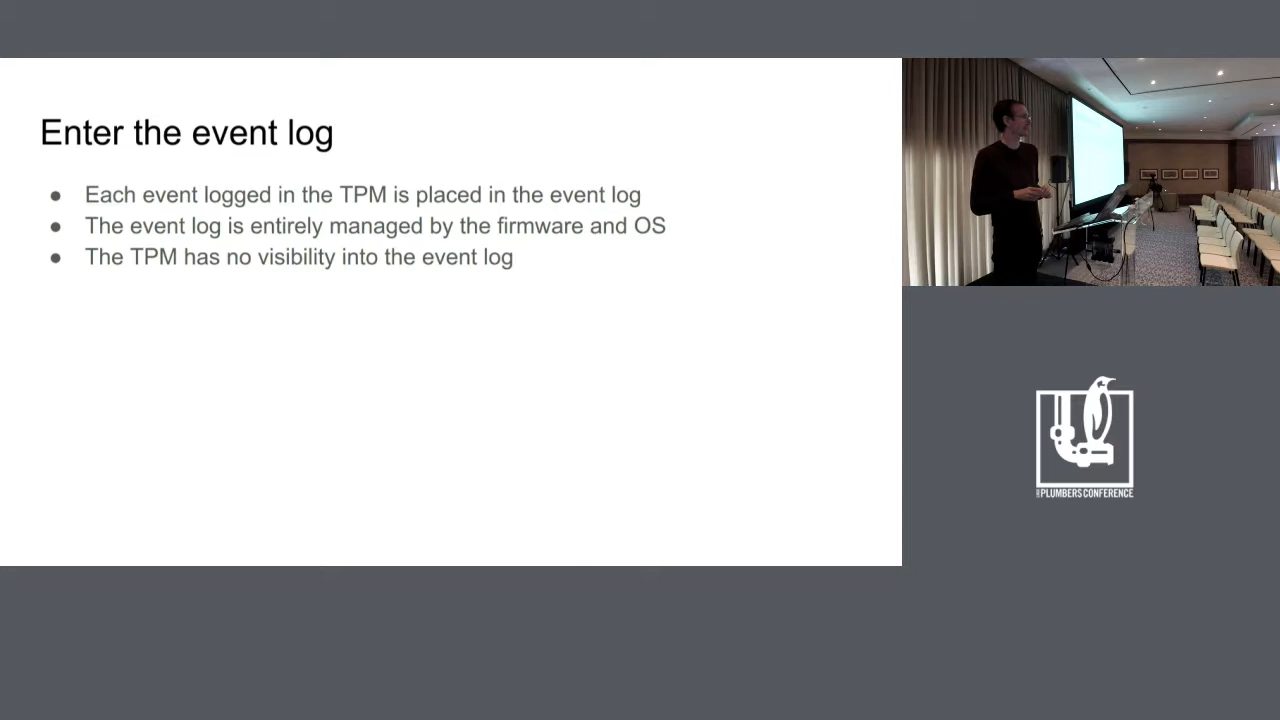 Enter the event log
● Each event logged in the TPM is placed in the event log
● The event log is entirely managed by the firmware and OS
● The TPM has no visibility into the event log
PLUMBERS CONFERENCE